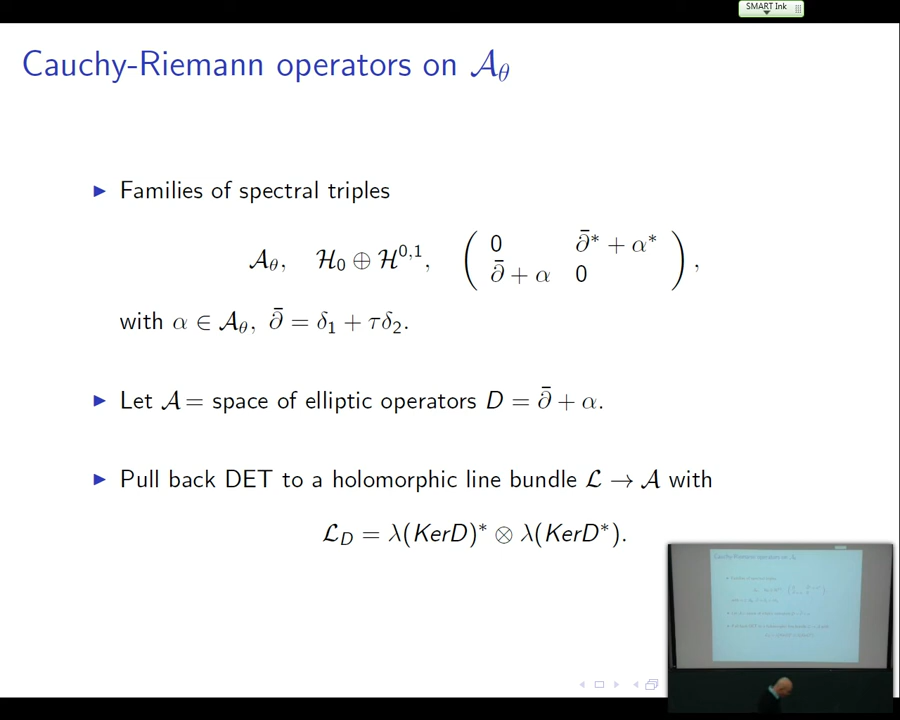 SMART Ink
Cauchy-Riemann operators on 𝒜_θ
▶ Families of spectral triples
𝒜_θ, ℋ_0 ⊕ ℋ^{0,1}, ( 0 ∂̄* + α*
∂̄ + α 0 ),
with α ∈ 𝒜_θ, ∂̄ = δ_1 + τδ_2.
▶ Let 𝒜 = space of elliptic operators D = ∂̄ + α.
▶ Pull back DET to a holomorphic line bundle ℒ → 𝒜 with
ℒ_D = λ(KerD)* ⊗ λ(KerD*).